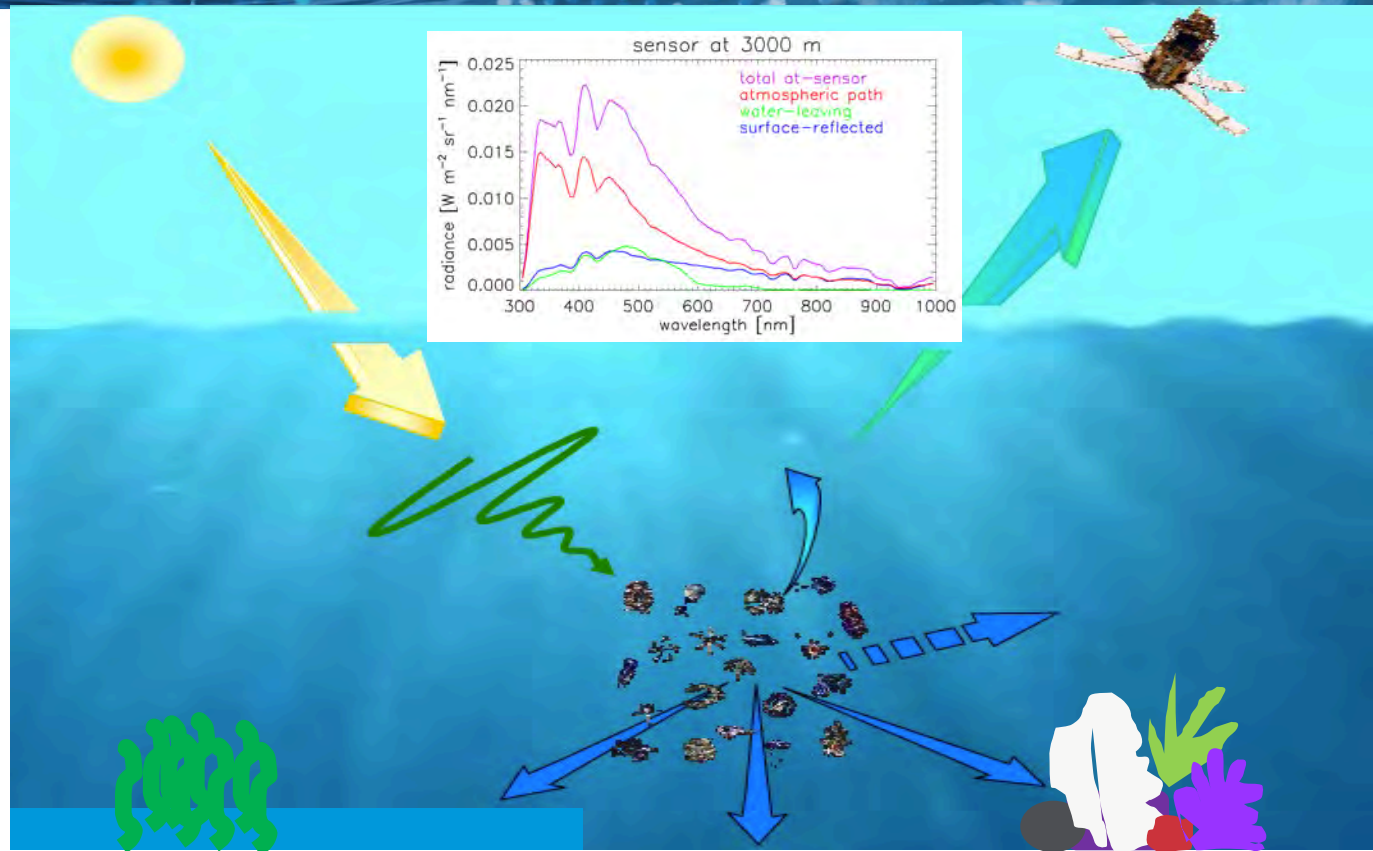 sensor at 3000 m
total at-sensor
atmospheric path
water-leaving
surface-reflected
radiance [W m⁻² sr⁻¹ nm⁻¹]
0.025
0.020
0.015
0.010
0.005
0.000
300 400 500 600 700 800 900 1000
wavelength [nm]